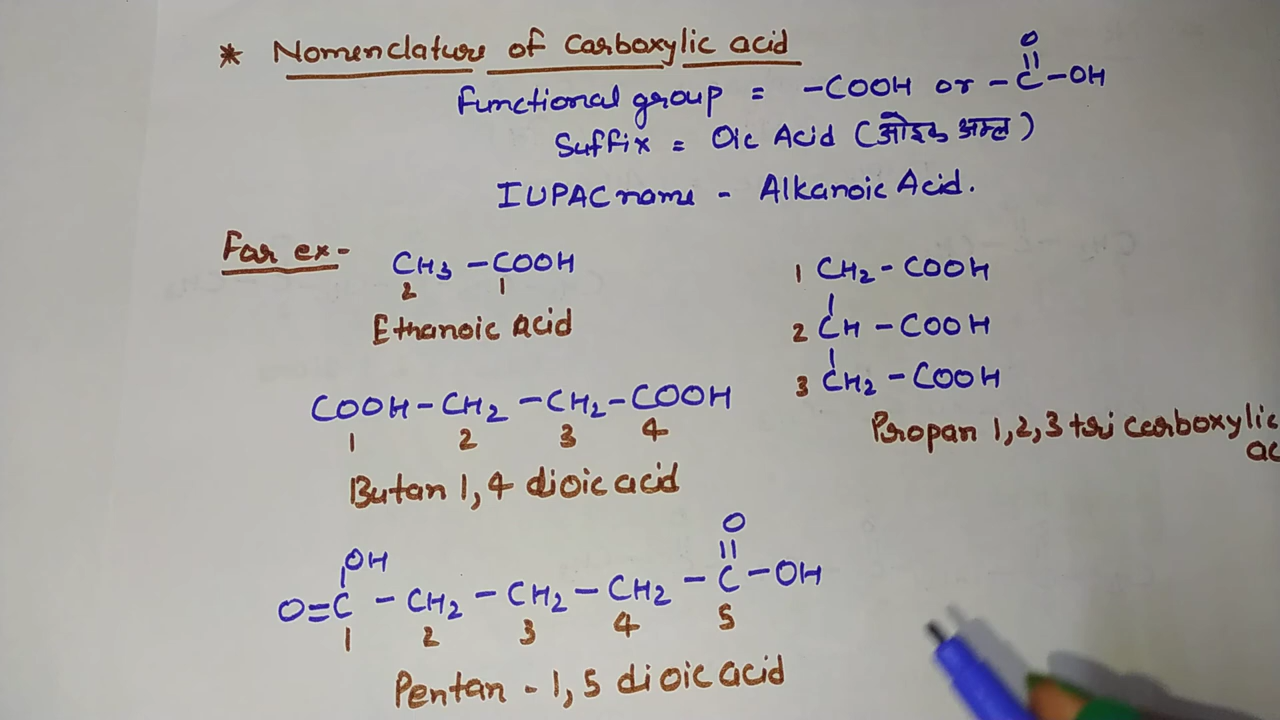 * Nomenclature of Carboxylic acid
O
||
Functional group = -COOH or -C-OH
Suffix = Oic Acid (ओइक अम्ल)
IUPAC name - Alkanoic Acid.
For ex-
CH3 - COOH
2 1
Ethanoic acid
COOH - CH2 - CH2 - COOH
1 2 3 4
Butan 1, 4 dioic acid
1 CH2 - COOH
|
2 CH - COOH
|
3 CH2 - COOH
Propan 1, 2, 3 tri carboxylic
ac
OH O
| ||
O=C - CH2 - CH2 - CH2 - C - OH
1 2 3 4 5
Pentan - 1, 5 dioic acid